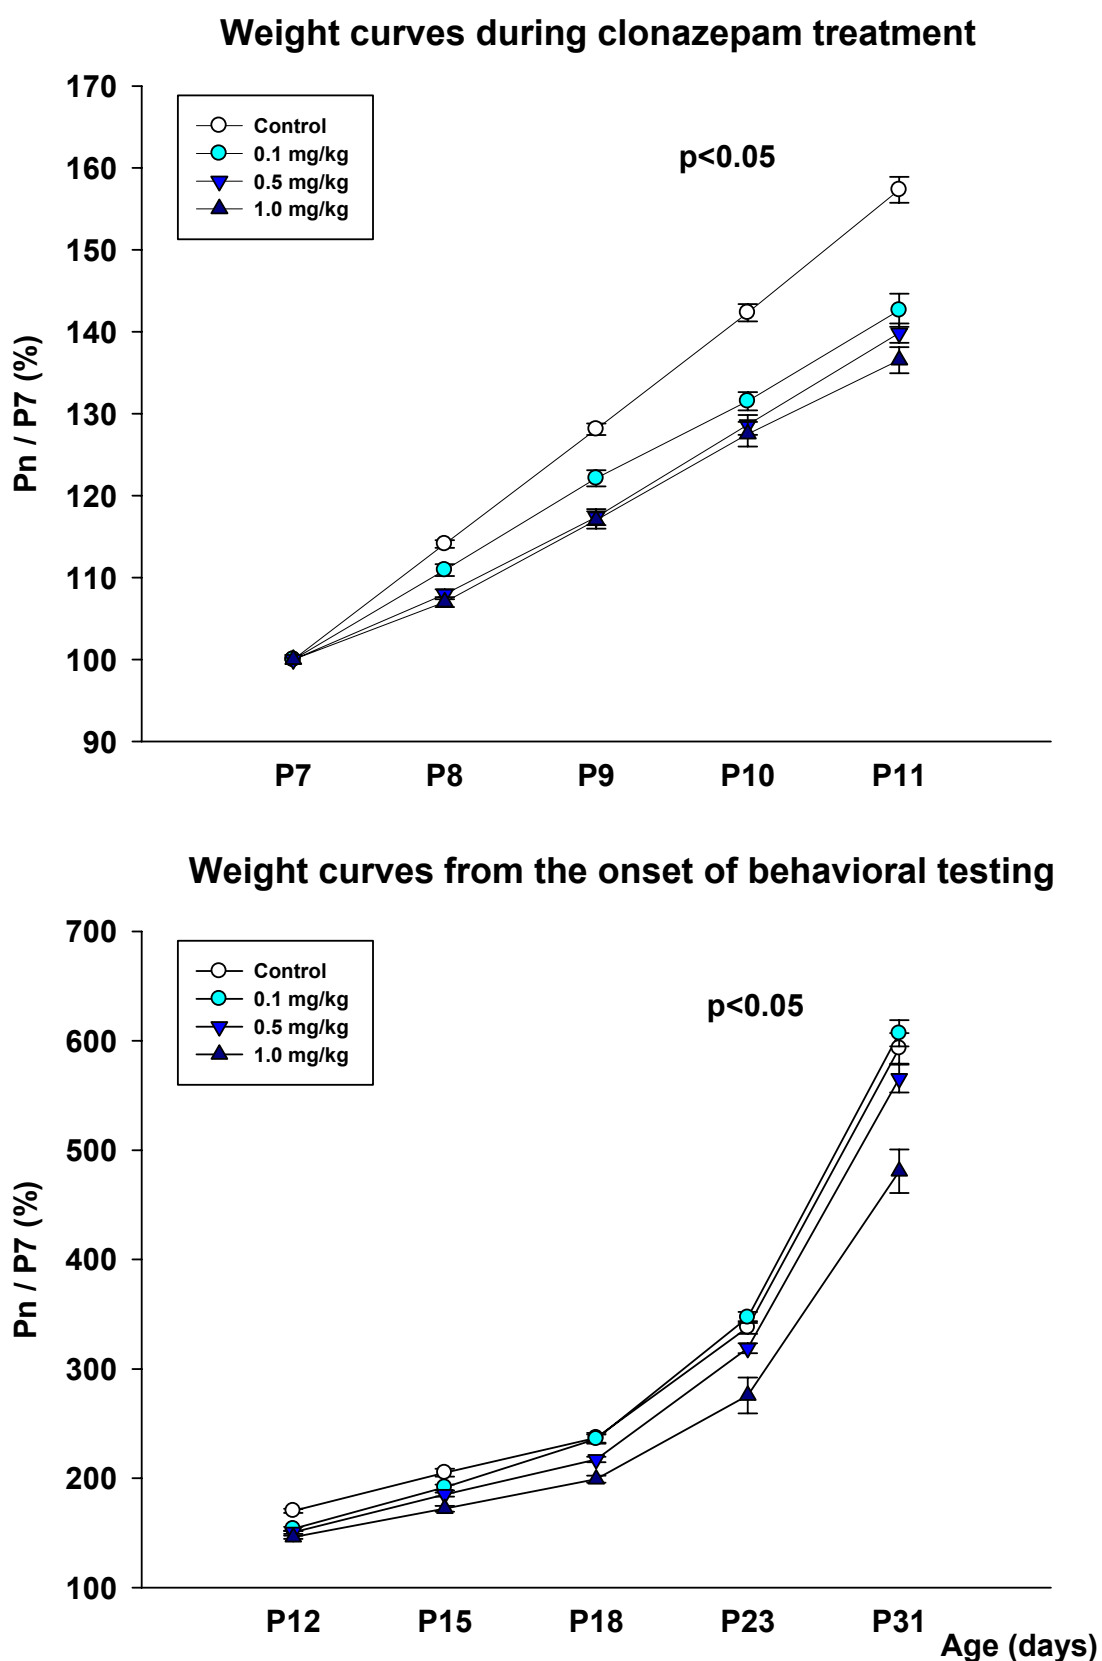 Weight curves during clonazepam treatment
170
160
150
140
130
120
110
100
90
Pn / P7 (%)
Control
0.1 mg/kg
0.5 mg/kg
1.0 mg/kg
p<0.05
P7 P8 P9 P10 P11
Weight curves from the onset of behavioral testing
700
600
500
400
300
200
100
Pn / P7 (%)
Control
0.1 mg/kg
0.5 mg/kg
1.0 mg/kg
p<0.05
P12 P15 P18 P23 P31
Age (days)